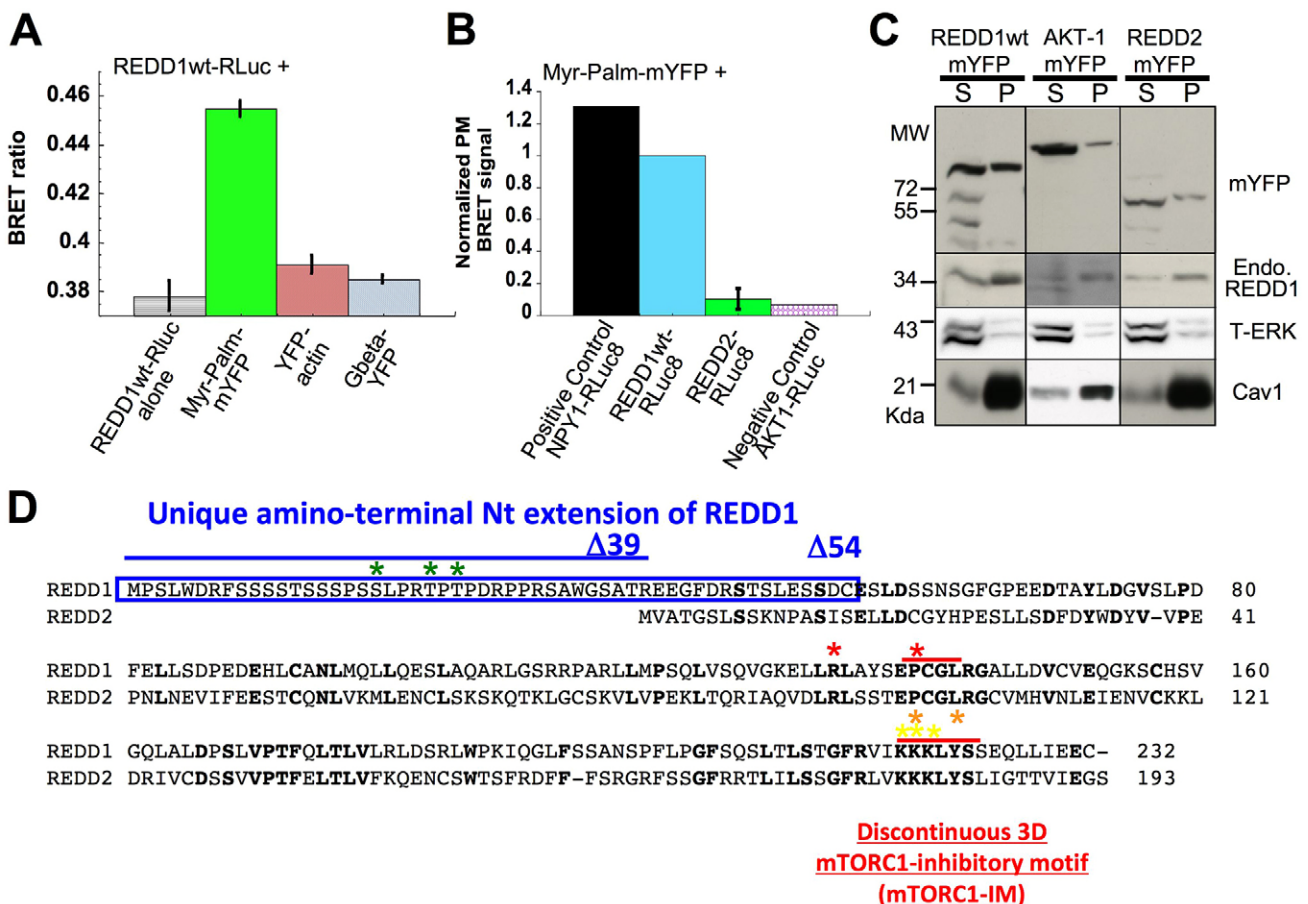 A
REDD1wt-RLuc +
BRET ratio
0.46
0.44
0.42
0.4
0.38
REDD1wt-Rluc alone
Myr-Palm-mYFP
YFP-actin
Gbeta-YFP
B
Myr-Palm-mYFP +
Normalized PM BRET signal
1.4
1.2
1
0.8
0.6
0.4
0.2
0
Positive Control NPY1-RLuc8
REDD1wt-RLuc8
REDD2-RLuc8
Negative Control AKT1-RLuc
C
REDD1wt mYFP
AKT-1 mYFP
REDD2 mYFP
S P S P S P
MW
72
55
mYFP
34
Endo. REDD1
43
T-ERK
21
Cav1
Kda
D
Unique amino-terminal Nt extension of REDD1
Δ39 Δ54
* * *
REDD1 MPSLWDRFSSSSTSSSPSSLPRTPTPDRPPRSAWGSATREEGFDRSTSLESSDCESLDSSNSGFGPEEDTAYLDGVSLPD 80
REDD2 MVATGSLSSKNPASISELLDCGYHPESLLSDFDYWDYV-VPE 41
* *
REDD1 FELLSDPEDEHLCANLMQLLQESLAQARLGSRRPARLLMPSQLVSQVGKELLRLAYSEPCGLRGALLDVCVEQGKSCHSV 160
REDD2 PNLNEVIFEESTCQNLVKMLENCLSKSKQTKLGCSKVLVPEKLTQRIAQVDLRLSSTEPCGLRGCVMHVNLEIENVCKKL 121
* *
* * *
REDD1 GQLALDPSLVPTFQLTLVLRLDSRLWPKIQGLFSSANSPFLPGFSQSLTLSTGFRVIKKKLYSSEQLLIEEC- 232
REDD2 DRIVCDSSVVPTFELTLVFKQENCSWTSFRDFF-FSRGRFSSGFRRTLILSSGFRLVKKKLYSLIGTTVIEGS 193
Discontinuous 3D
mTORC1-inhibitory motif
(mTORC1-IM)